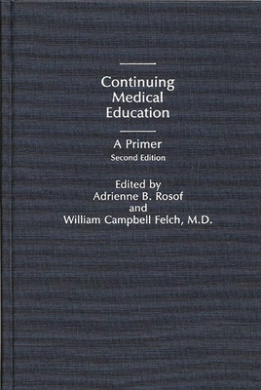 Continuing
Medical
Education
A Primer
Second Edition
Edited by
Adrienne B. Rosof
and
William Campbell Felch, M.D.